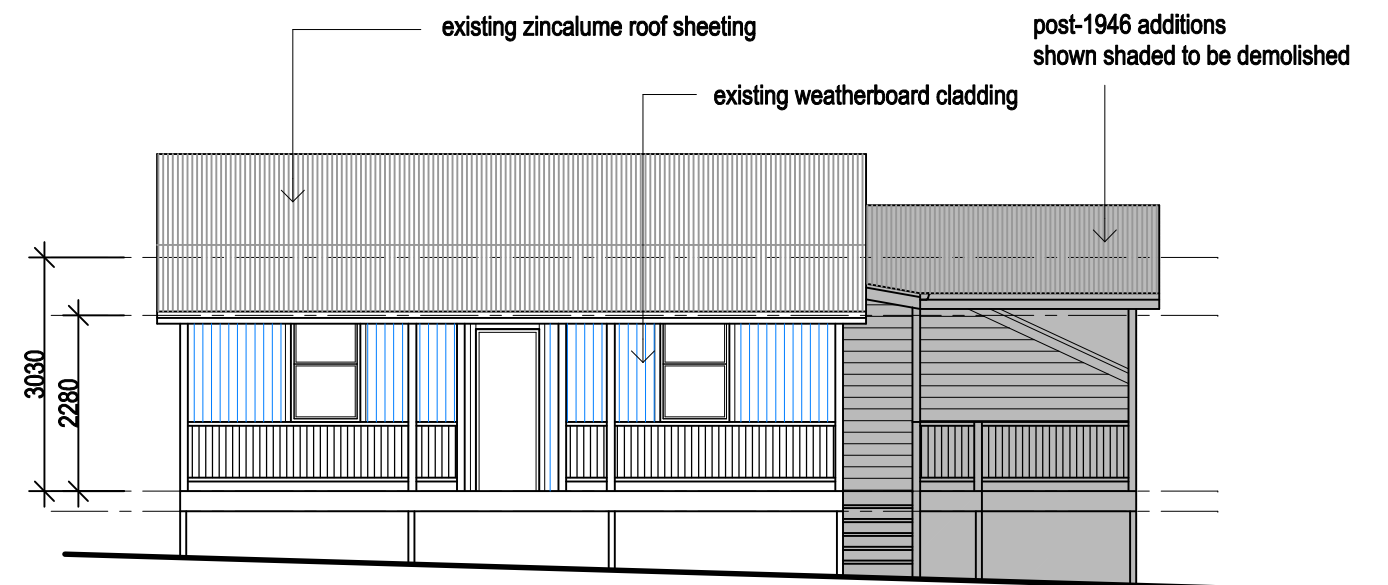 existing zincalume roof sheeting
post-1946 additions
shown shaded to be demolished
existing weatherboard cladding
3030
2280